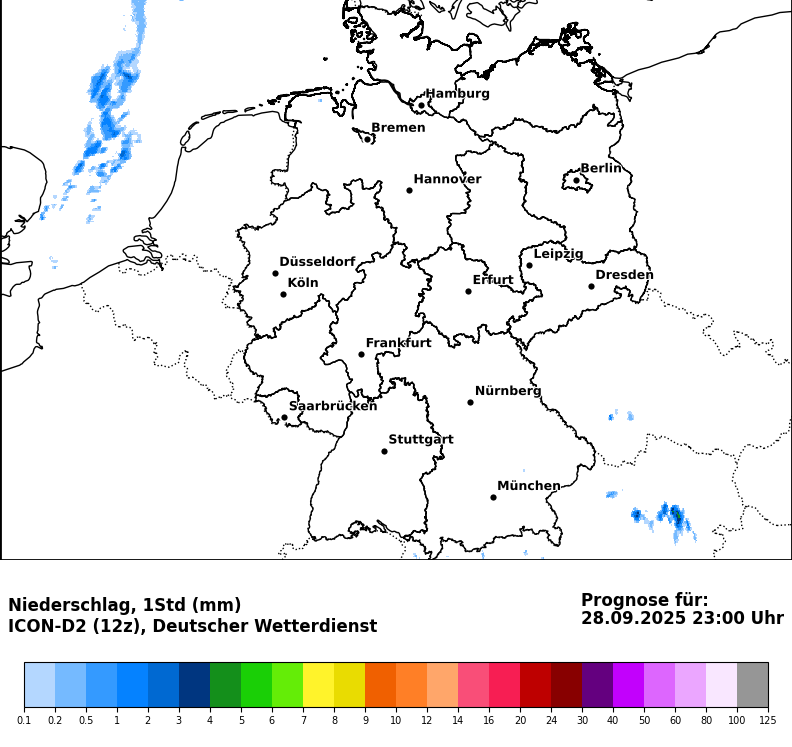 Hamburg
Bremen
Berlin
Hannover
Leipzig
Düsseldorf
Dresden
Köln
Erfurt
Frankfurt
Nürnberg
Saarbrücken
Stuttgart
München
Niederschlag, 1Std (mm)
ICON-D2 (12z), Deutscher Wetterdienst
Prognose für:
28.09.2025 23:00 Uhr
0.1 0.2 0.5 1 2 3 4 5 6 7 8 9 10 12 14 16 20 24 30 40 50 60 80 100 125